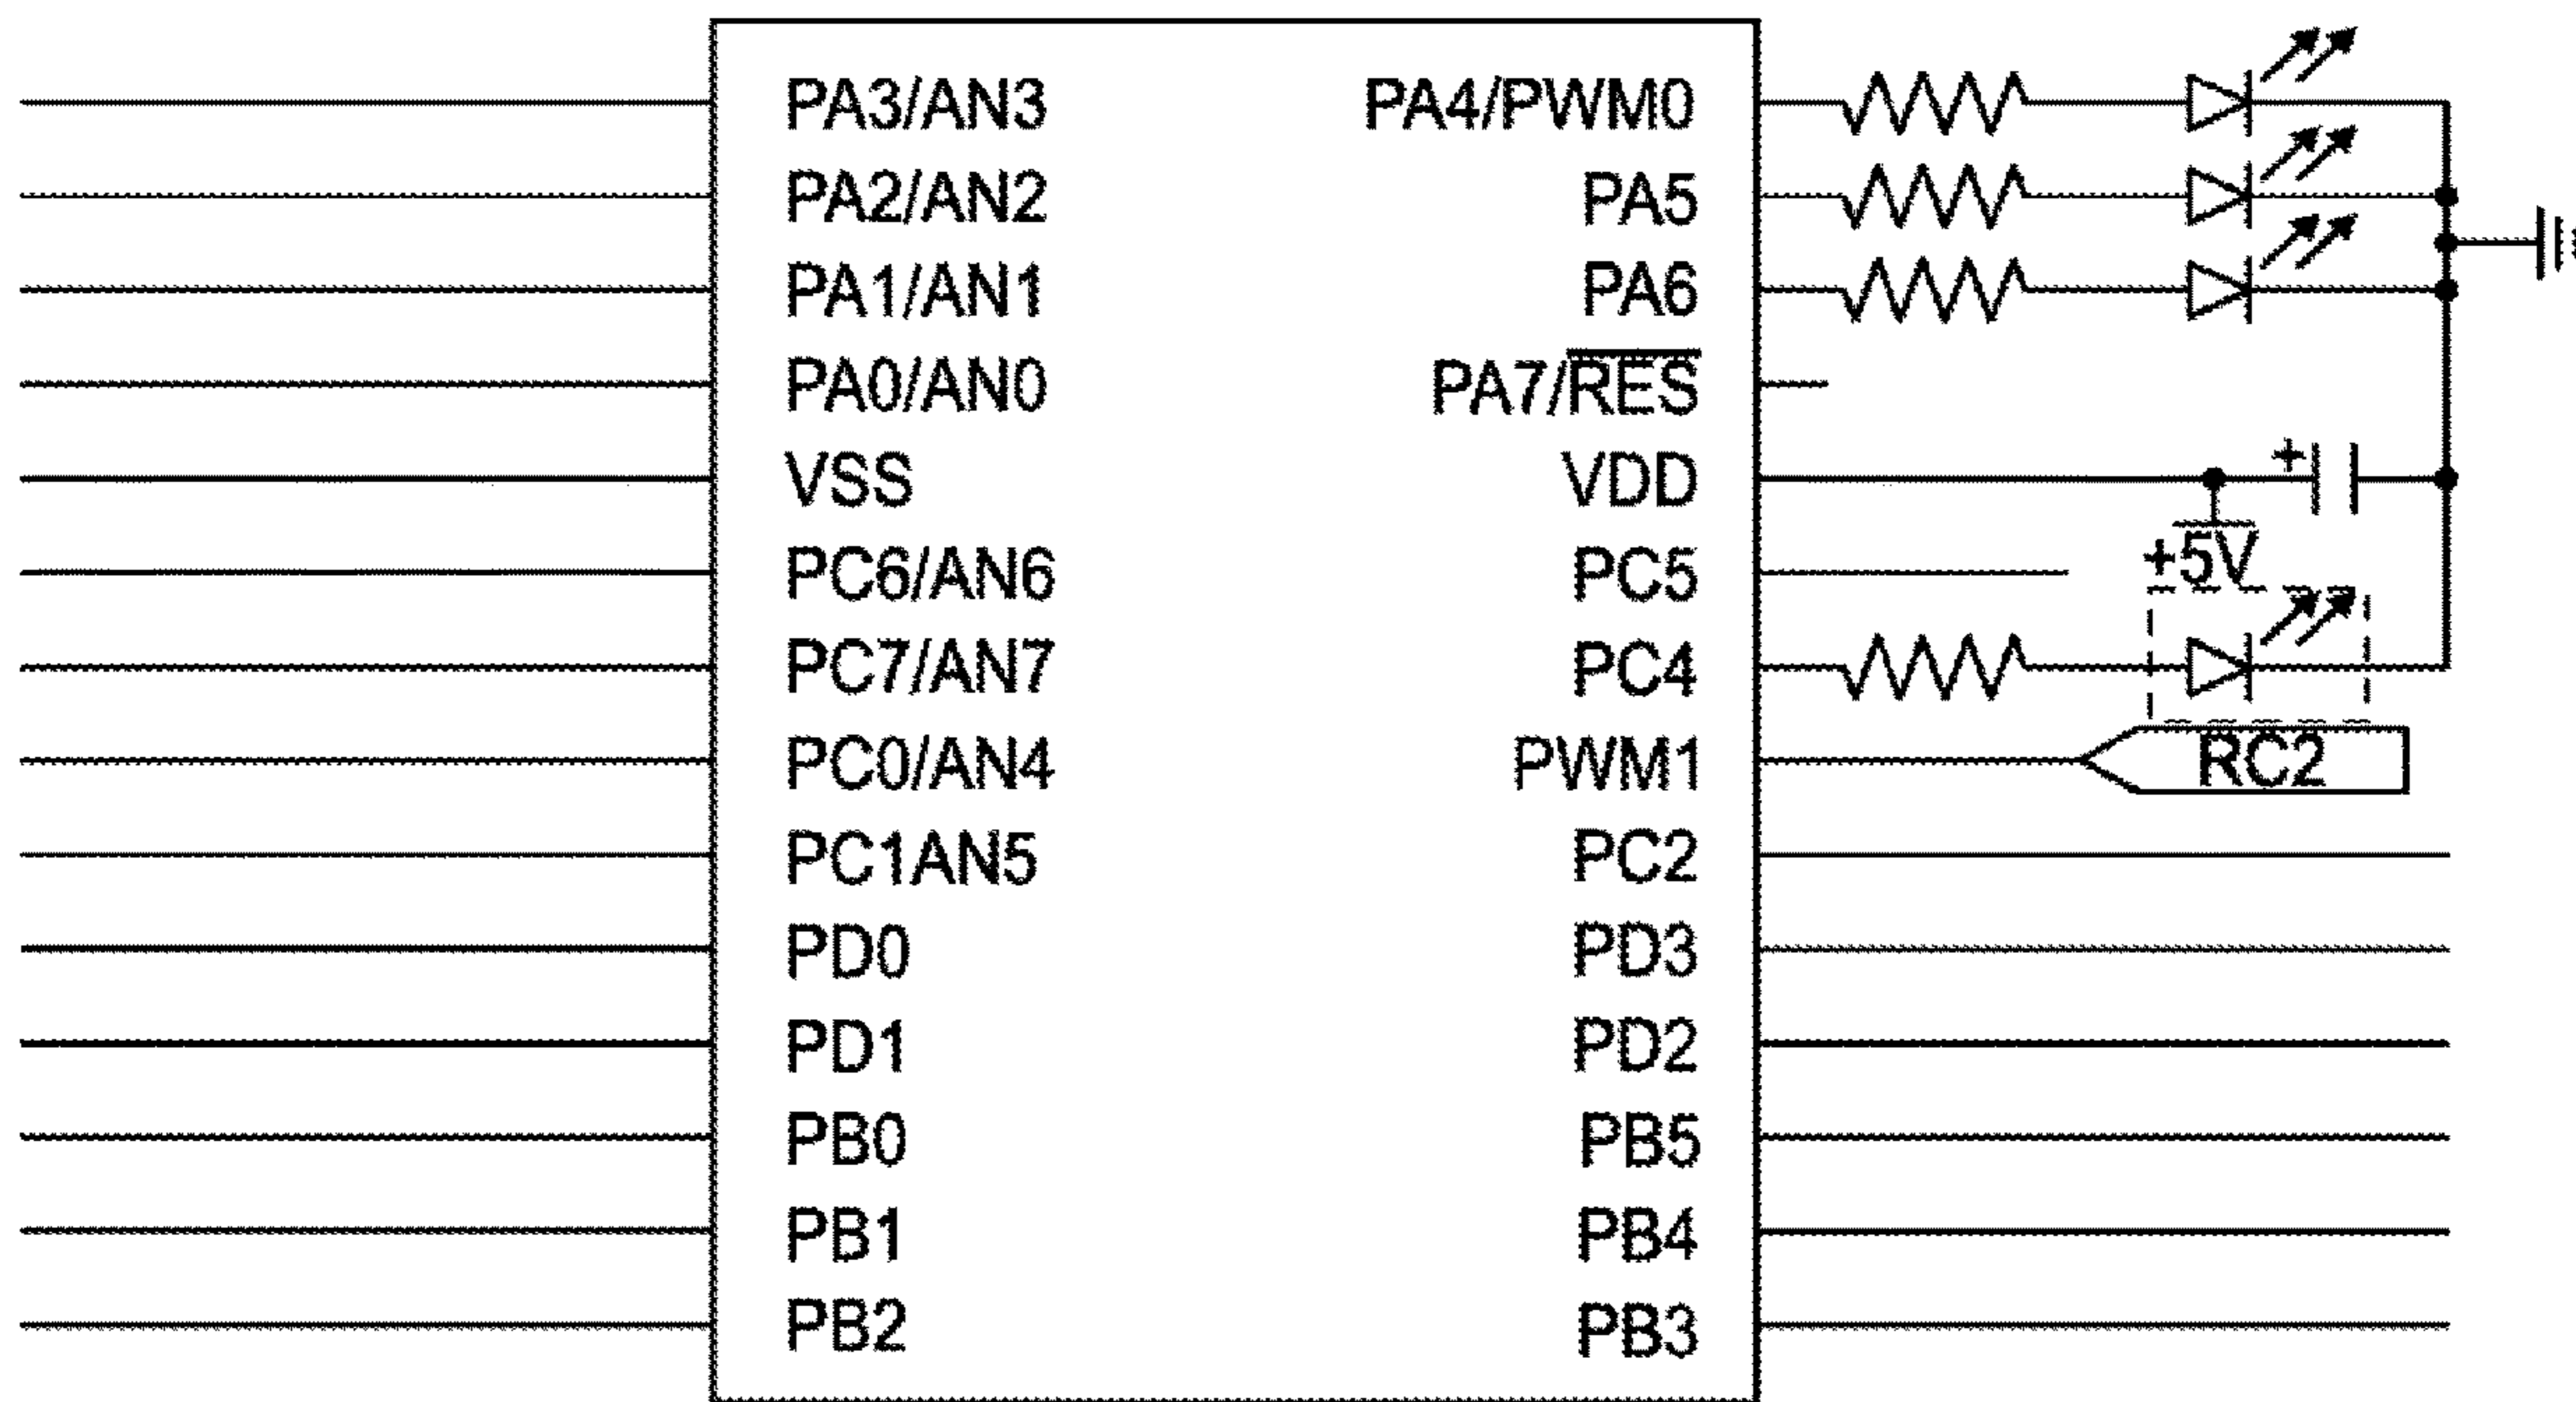 PA3/AN3 PA4/PWM0
PA2/AN2 PA5
PA1/AN1 PA6
PA0/AN0 PA7/RES
VSS VDD +
PC6/AN6 PC5 +5V
PC7/AN7 PC4
PC0/AN4 PWM1 RC2
PC1AN5 PC2
PD0 PD3
PD1 PD2
PB0 PB5
PB1 PB4
PB2 PB3